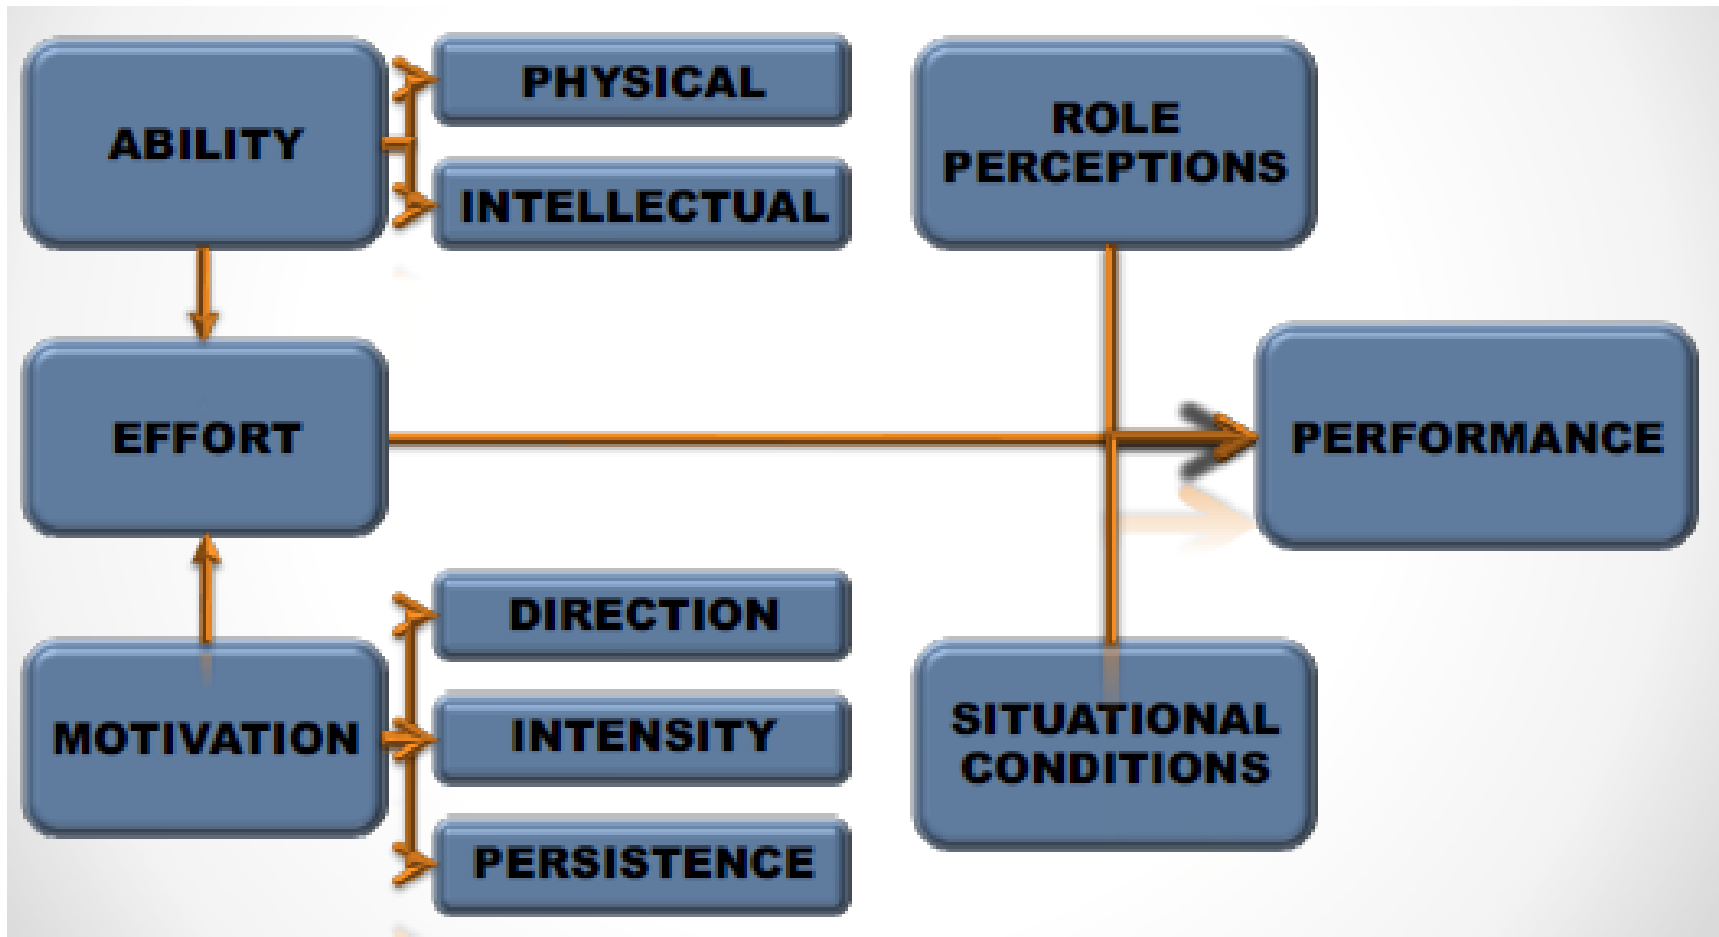 ABILITY
PHYSICAL
INTELLECTUAL
ROLE
PERCEPTIONS
EFFORT
PERFORMANCE
MOTIVATION
DIRECTION
INTENSITY
PERSISTENCE
SITUATIONAL
CONDITIONS